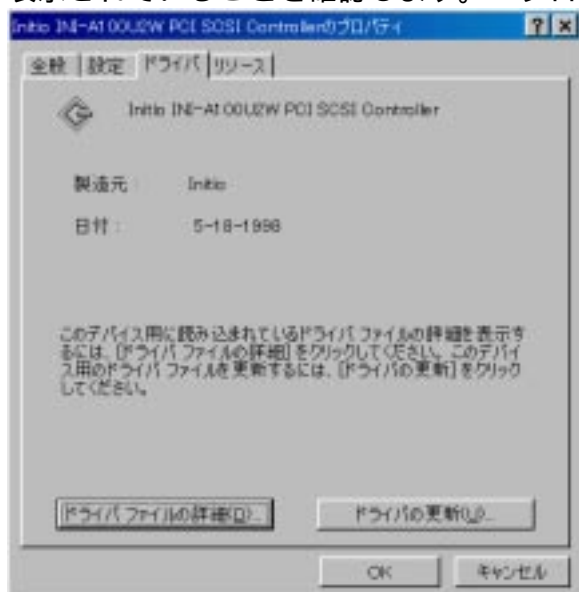 表示されていることを確認します。
Initio INI-A100U2W PCI SCSI Controllerのプロパティ
全般 設定 ドライバ リソース
Initio INI-A100U2W PCI SCSI Controller
製造元: Initio
日付: 5-18-1998
このデバイス用に読み込まれているドライバ ファイルの詳細を表示す
るには、[ドライバ ファイルの詳細] をクリックしてください。このデバイ
ス用のドライバ ファイルを更新するには、[ドライバの更新] をクリック
してください。
ドライバ ファイルの詳細(D)... ドライバの更新(U)...
OK キャンセル